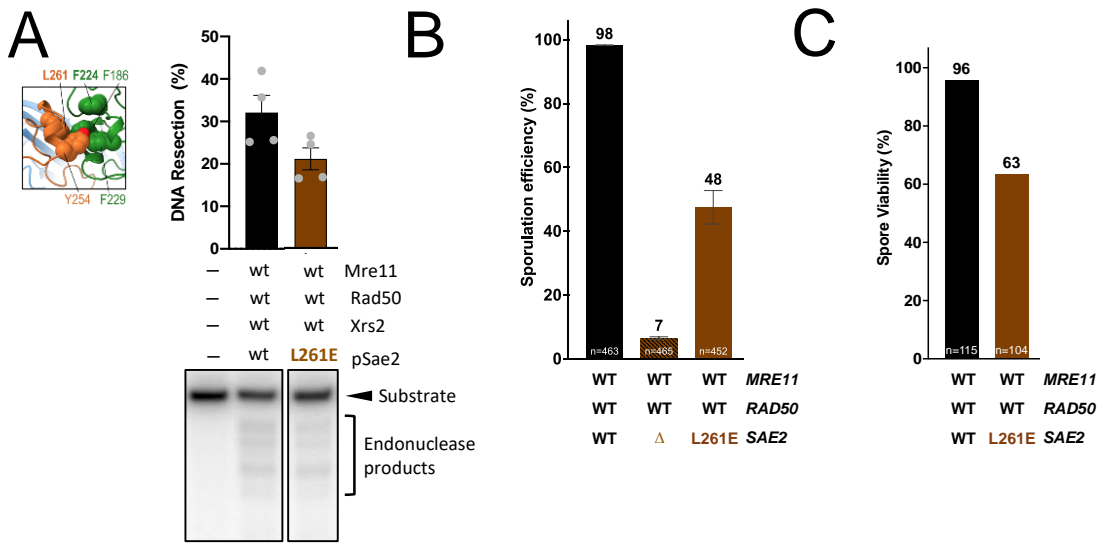 A
L261 F224 F186
Y254 F229
DNA Resection (%)
50
40
30
20
10
0
– wt wt Mre11
– wt wt Rad50
– wt wt Xrs2
– wt L261E pSae2
Substrate
Endonuclease
products
B
Sporulation efficiency (%)
100
80
60
40
20
0
98
7
48
n=463 n=465 n=452
WT WT WT MRE11
WT WT WT RAD50
WT Δ L261E SAE2
C
Spore Viability (%)
100
80
60
40
20
0
96
63
n=115 n=104
WT WT MRE11
WT WT RAD50
WT L261E SAE2